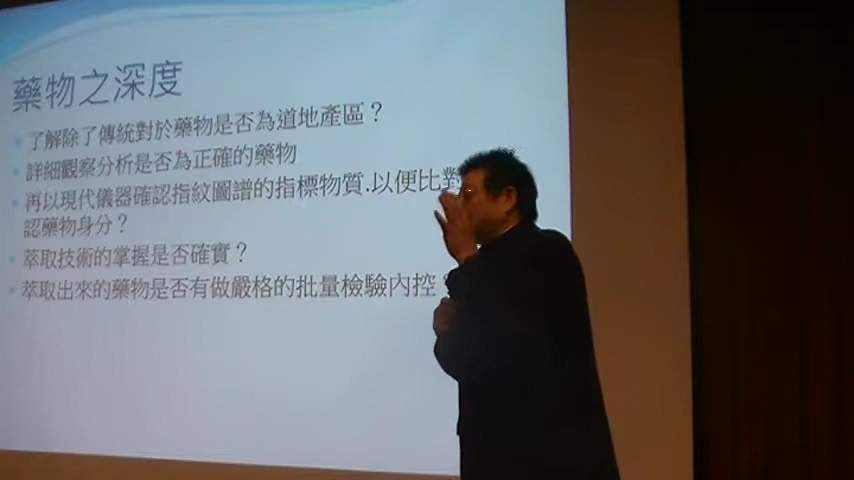 藥物之深度
了解除了傳統對於藥物是否為道地產區？
詳細觀察分析是否為正確的藥物
再以現代儀器確認指紋圖譜的指標物質.以便比對
認藥物身分？
萃取技術的掌握是否確實？
萃取出來的藥物是否有做嚴格的批量檢驗內控？